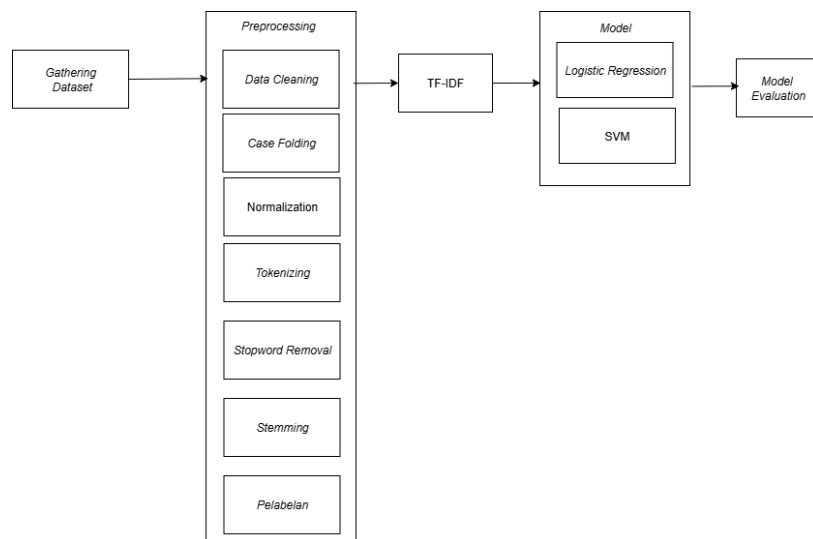 Gathering
Dataset
Preprocessing
Data Cleaning
Case Folding
Normalization
Tokenizing
Stopword Removal
Stemming
Pelabelan
TF-IDF
Model
Logistic Regression
SVM
Model
Evaluation